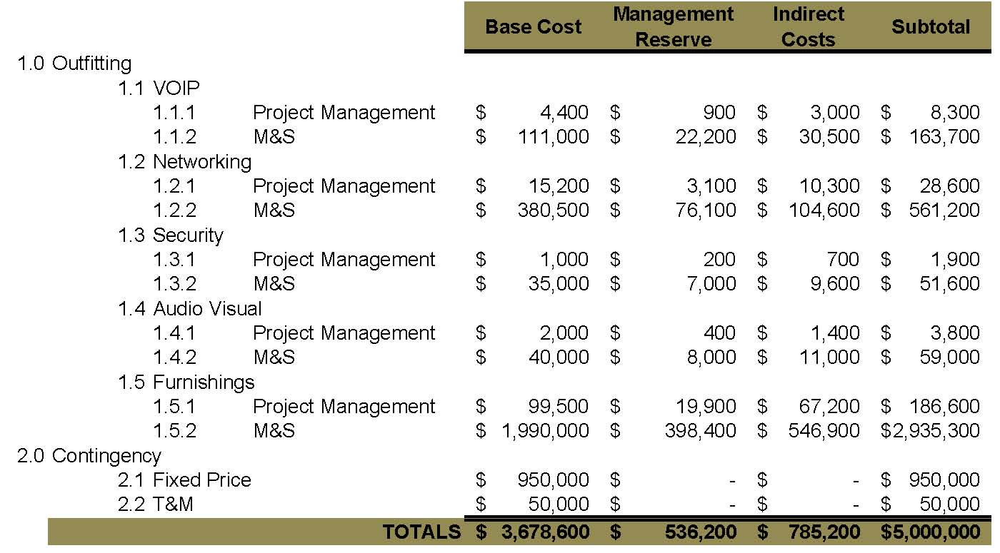 Base Cost Management Reserve Indirect Costs Subtotal
1.0 Outfitting
1.1 VOIP
1.1.1 Project Management $ 4,400 $ 900 $ 3,000 $ 8,300
1.1.2 M&S $ 111,000 $ 22,200 $ 30,500 $ 163,700
1.2 Networking
1.2.1 Project Management $ 15,200 $ 3,100 $ 10,300 $ 28,600
1.2.2 M&S $ 380,500 $ 76,100 $ 104,600 $ 561,200
1.3 Security
1.3.1 Project Management $ 1,000 $ 200 $ 700 $ 1,900
1.3.2 M&S $ 35,000 $ 7,000 $ 9,600 $ 51,600
1.4 Audio Visual
1.4.1 Project Management $ 2,000 $ 400 $ 1,400 $ 3,800
1.4.2 M&S $ 40,000 $ 8,000 $ 11,000 $ 59,000
1.5 Furnishings
1.5.1 Project Management $ 99,500 $ 19,900 $ 67,200 $ 186,600
1.5.2 M&S $ 1,990,000 $ 398,400 $ 546,900 $2,935,300
2.0 Contingency
2.1 Fixed Price $ 950,000 $ - $ - $ 950,000
2.2 T&M $ 50,000 $ - $ - $ 50,000
TOTALS $ 3,678,600 $ 536,200 $ 785,200 $5,000,000